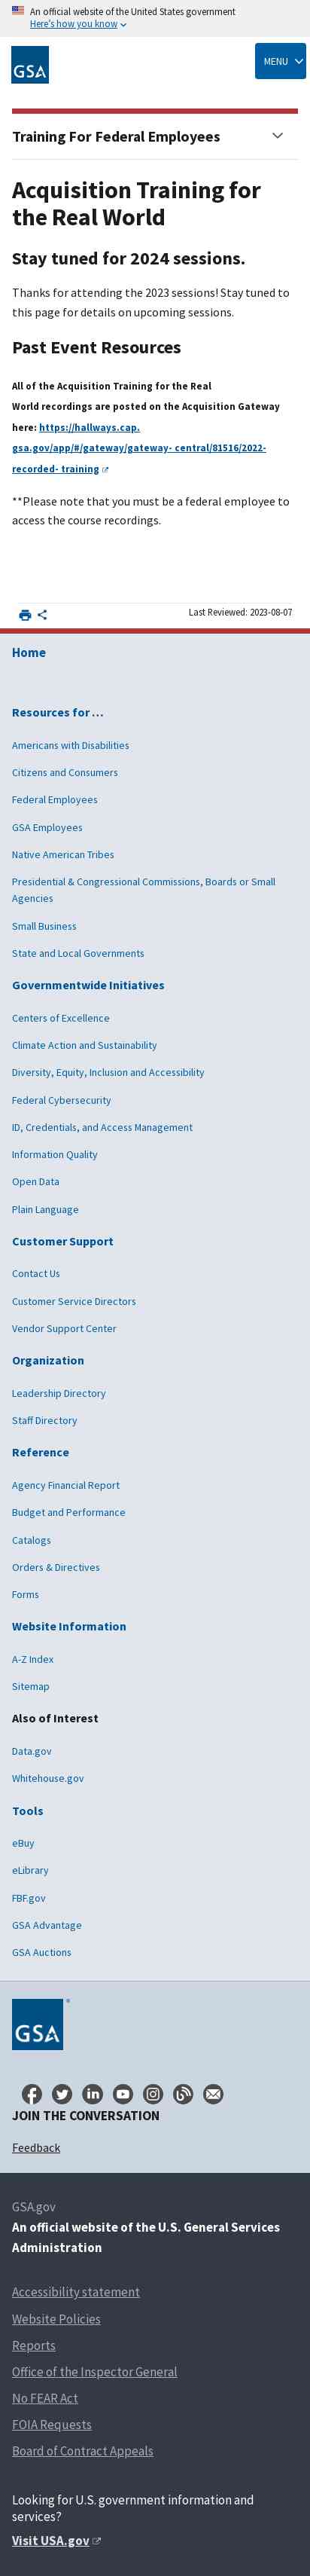 An official website of the United States government
Here's how you know
GSA
MENU
Training For Federal Employees
Acquisition Training for
the Real World
Stay tuned for 2024 sessions.
Thanks for attending the 2023 sessions! Stay tuned to
this page for details on upcoming sessions.
Past Event Resources
All of the Acquisition Training for the Real
World recordings are posted on the Acquisition Gateway
here: https://hallways.cap.
gsa.gov/app/#/gateway/gateway- central/81516/2022-
recorded- training
**Please note that you must be a federal employee to
access the course recordings.
Last Reviewed: 2023-08-07
Home
Resources for …
Americans with Disabilities
Citizens and Consumers
Federal Employees
GSA Employees
Native American Tribes
Presidential & Congressional Commissions, Boards or Small
Agencies
Small Business
State and Local Governments
Governmentwide Initiatives
Centers of Excellence
Climate Action and Sustainability
Diversity, Equity, Inclusion and Accessibility
Federal Cybersecurity
ID, Credentials, and Access Management
Information Quality
Open Data
Plain Language
Customer Support
Contact Us
Customer Service Directors
Vendor Support Center
Organization
Leadership Directory
Staff Directory
Reference
Agency Financial Report
Budget and Performance
Catalogs
Orders & Directives
Forms
Website Information
A-Z Index
Sitemap
Also of Interest
Data.gov
Whitehouse.gov
Tools
eBuy
eLibrary
FBF.gov
GSA Advantage
GSA Auctions
GSA
JOIN THE CONVERSATION
Feedback
GSA.gov
An official website of the U.S. General Services
Administration
Accessibility statement
Website Policies
Reports
Office of the Inspector General
No FEAR Act
FOIA Requests
Board of Contract Appeals
Looking for U.S. government information and
services?
Visit USA.gov